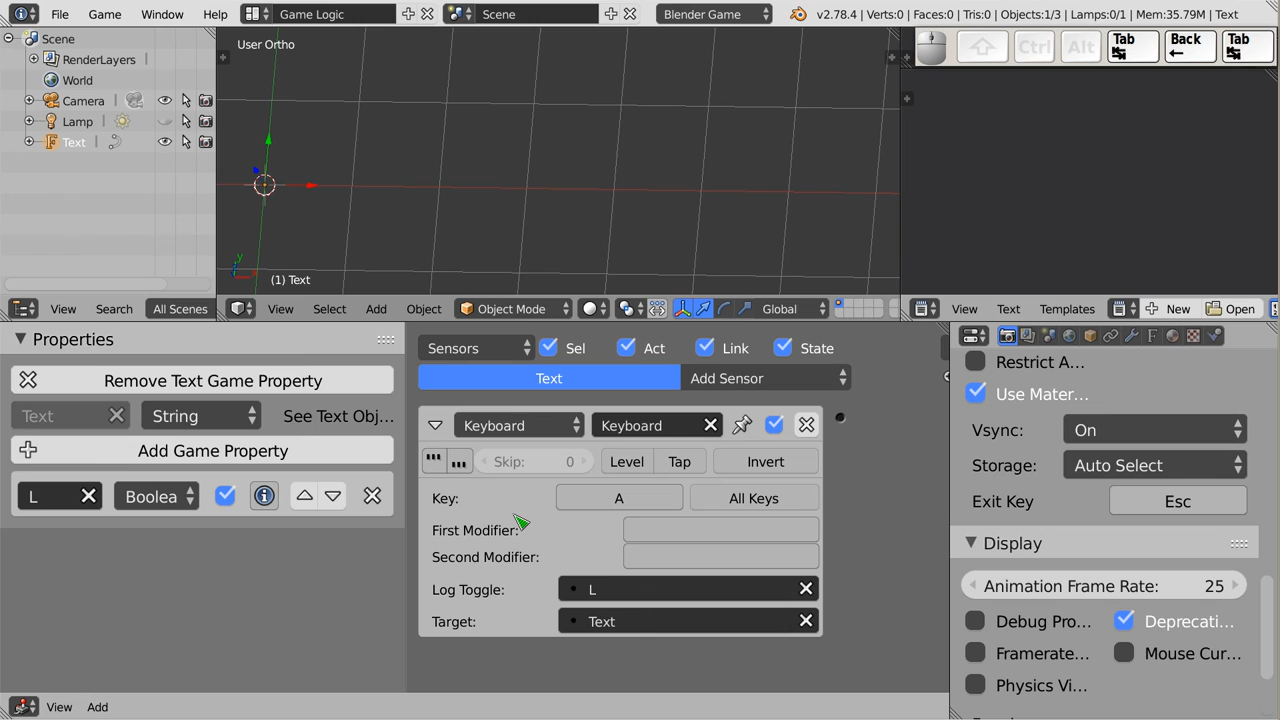 File Game Window Help Game Logic Scene Blender Game v2.78.4 | Verts:0 | Faces:0 | Tris:0 | Objects:1/3 | Lamps:0/1 | Mem:35.79M | Text
Scene
RenderLayers
World
Camera
Lamp
Text
View Search All Scenes
User Ortho
y
(1) Text
View Select Add Object Object Mode Global
Ctrl Alt Tab Back Tab
View Text Templates New Open
Properties
Remove Text Game Property
Text String See Text Obj...
Add Game Property
L Boolea
Sensors Sel Act Link State
Text Add Sensor
Keyboard Keyboard
Skip: 0 Level Tap Invert
Key: A All Keys
First Modifier:
Second Modifier:
Log Toggle: L
Target: Text
View Add
Restrict A...
Use Mater...
Vsync: On
Storage: Auto Select
Exit Key Esc
Display
Animation Frame Rate: 25
Debug Pro... Deprecati...
Framerate... Mouse Cur...
Physics Vi...